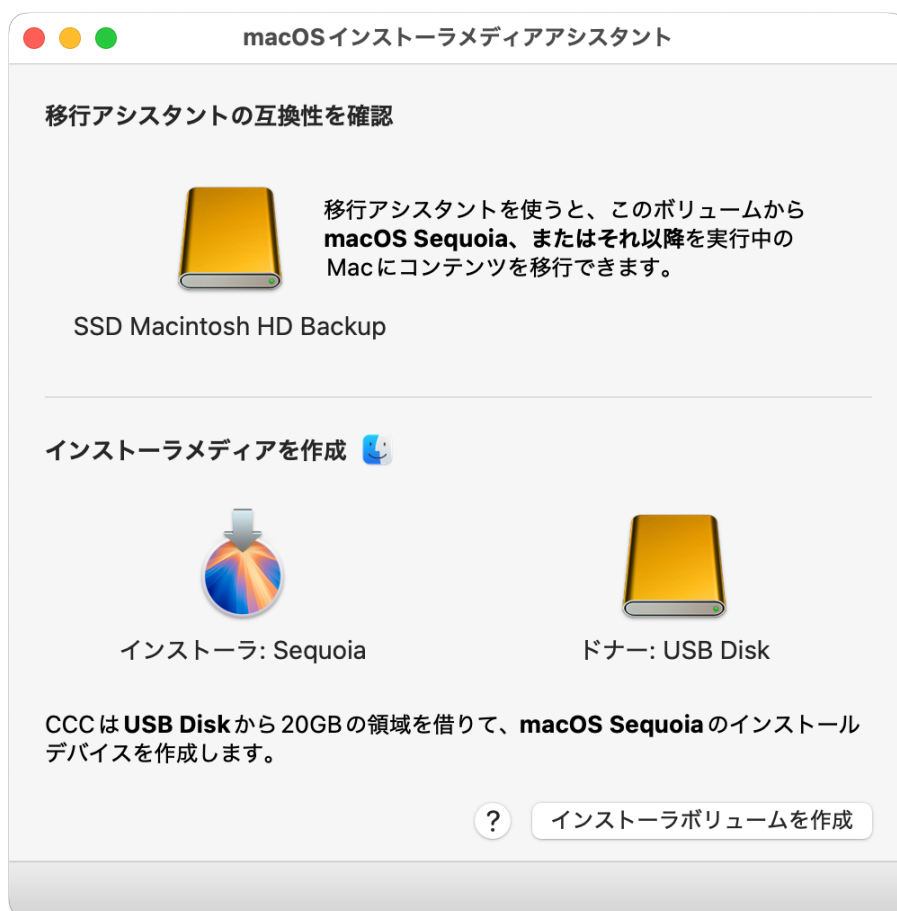 macOSインストーラメディアアシスタント
移行アシスタントの互換性を確認
移行アシスタントを使うと、このボリュームから
macOS Sequoia、またはそれ以降を実行中の
Macにコンテンツを移行できます。
SSD Macintosh HD Backup
インストーラメディアを作成
インストーラ: Sequoia
ドナー: USB Disk
CCCはUSB Diskから20GBの領域を借りて、macOS Sequoiaのインストール
デバイスを作成します。
?
インストーラボリュームを作成